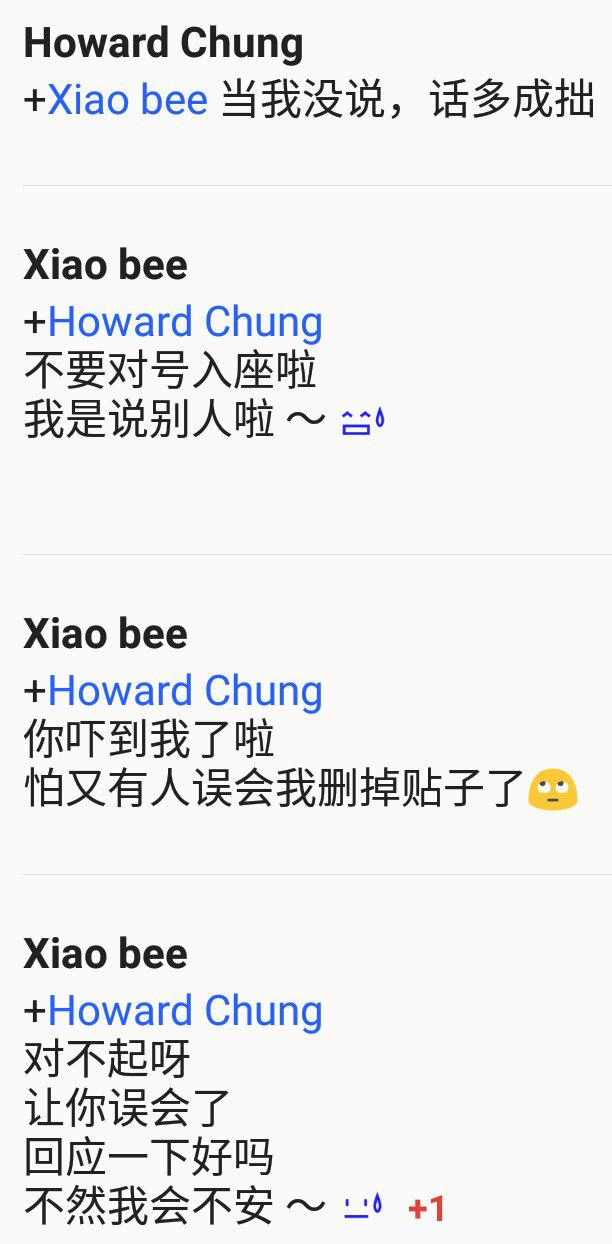 Howard Chung
+Xiao bee 当我没说，话多成拙
Xiao bee
+Howard Chung
不要对号入座啦
我是说别人啦 ～
Xiao bee
+Howard Chung
你吓到我了啦
怕又有人误会我删掉贴子了🙄
Xiao bee
+Howard Chung
对不起呀
让你误会了
回应一下好吗
不然我会不安 ～ +1